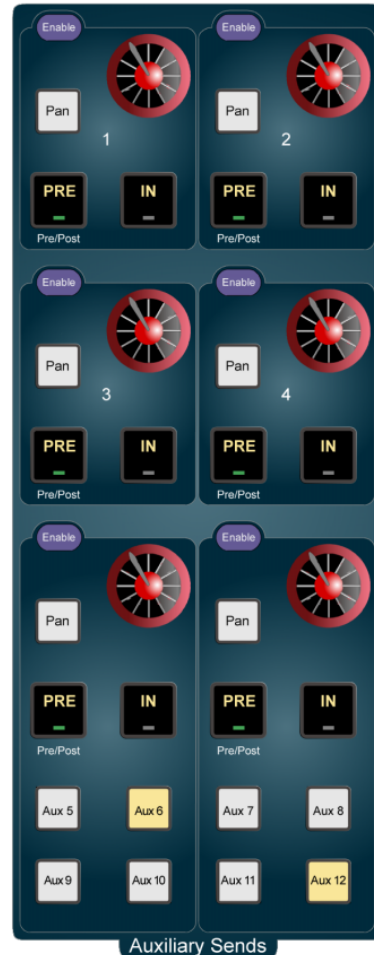 Enable Enable
Pan Pan
1 2
PRE IN PRE IN
Pre/Post Pre/Post
Enable Enable
Pan Pan
3 4
PRE IN PRE IN
Pre/Post Pre/Post
Enable Enable
Pan Pan
PRE IN PRE IN
Pre/Post Pre/Post
Aux 5 Aux 6 Aux 7 Aux 8
Aux 9 Aux 10 Aux 11 Aux 12
Auxiliary Sends